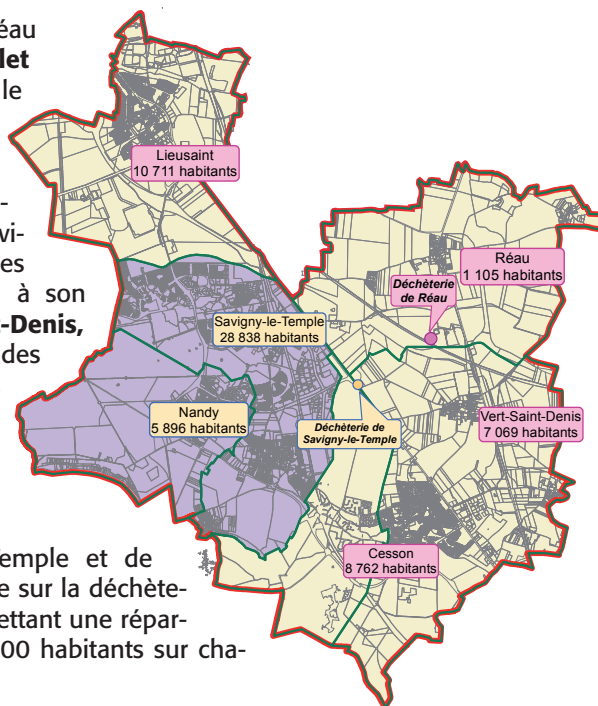 éau
let
le
Lieusaint
10 711 habitants
-
vi-
es
à son
t-Denis,
des
Réau
1 105 habitants
Déchèterie
de Réau
Savigny-le-Temple
28 838 habitants
Nandy
5 896 habitants
Déchèterie de
Savigny-le-Temple
Vert-Saint-Denis
7 069 habitants
Cesson
8 762 habitants
emple et de
e sur la déchète-
ettant une répar-
00 habitants sur cha-